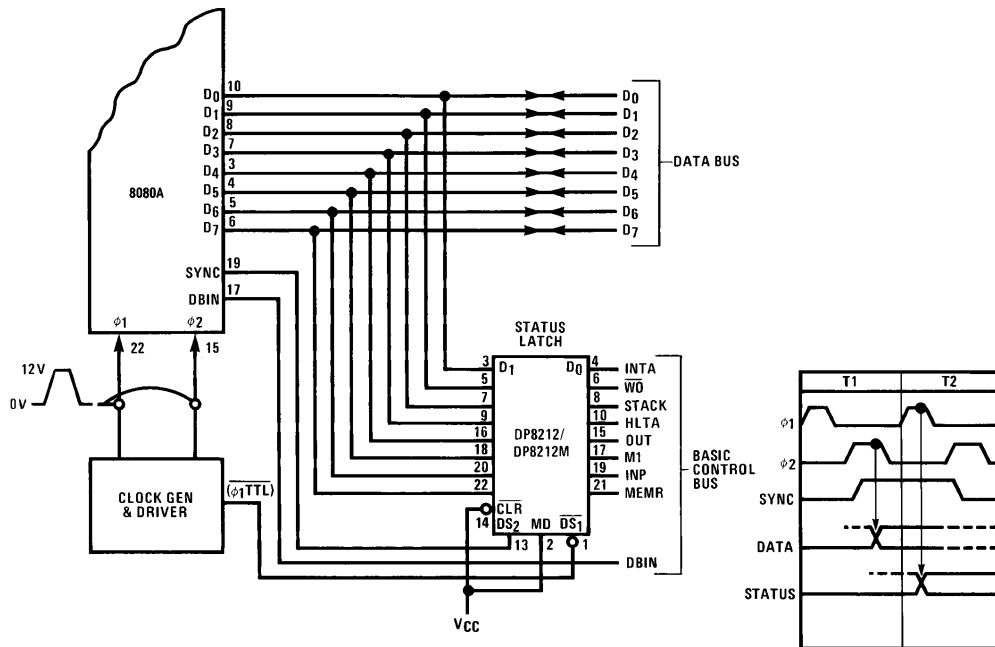 8080A
D0 10
D1 9
D2 8
D3 7
D4 3
D5 4
D6 5
D7 6
SYNC 19
DBIN 17
ϕ1 ϕ2
22 15
D0
D1
D2
D3
D4
D5
D6
D7
DATA BUS
12V
0V
CLOCK GEN
& DRIVER
(ϕ1TTL)
STATUS
LATCH
3 D1 D0 4 INTA
5 6 WO
7 8 STACK
9 10 HLTA
16 15 OUT
18 17 M1
20 19 INP
22 21 MEMR
DP8212/
DP8212M
CLR
14 DS2 MD DS1
13 2 1
DBIN
VCC
BASIC
CONTROL
BUS
T1 T2
ϕ1
ϕ2
SYNC
DATA
STATUS